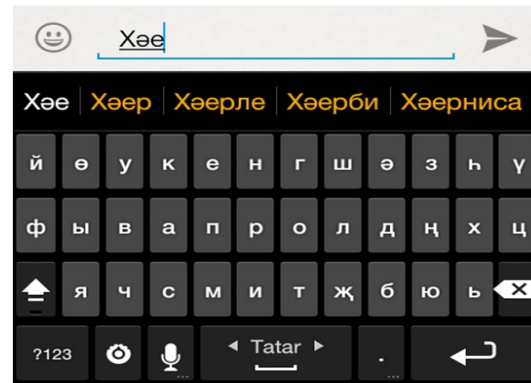 Хәе
Хәе Хәер Хәерле Хәерби Хәерниса
й ө у к е н г ш ә з һ ү
ф ы в а п р о л д ң х ц
я ч с м и т җ б ю ь
?123 Tatar .